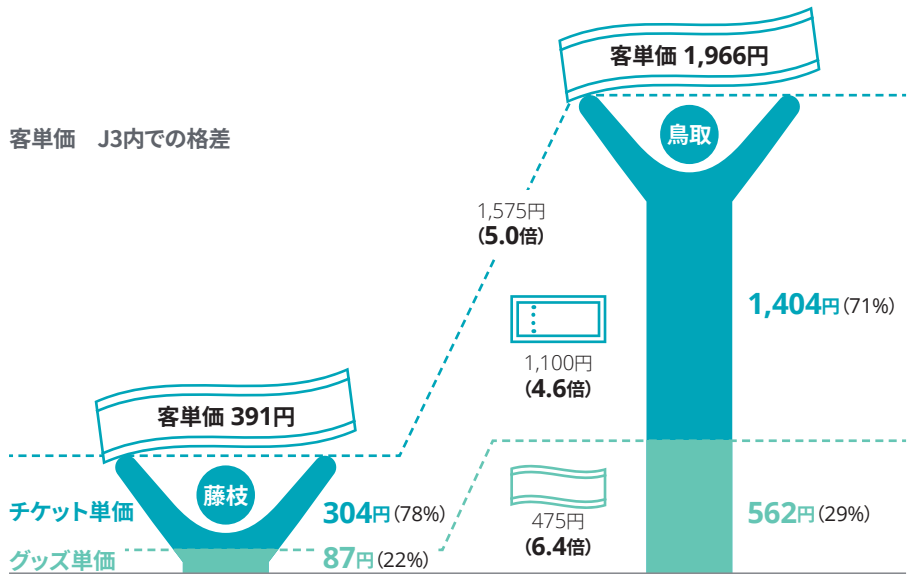 客単価 J3内での格差
客単価 1,966円
鳥取
1,575円
(5.0倍)
1,404円(71%)
1,100円
(4.6倍)
客単価 391円
藤枝
チケット単価
304円(78%)
グッズ単価
87円(22%)
475円
(6.4倍)
562円(29%)